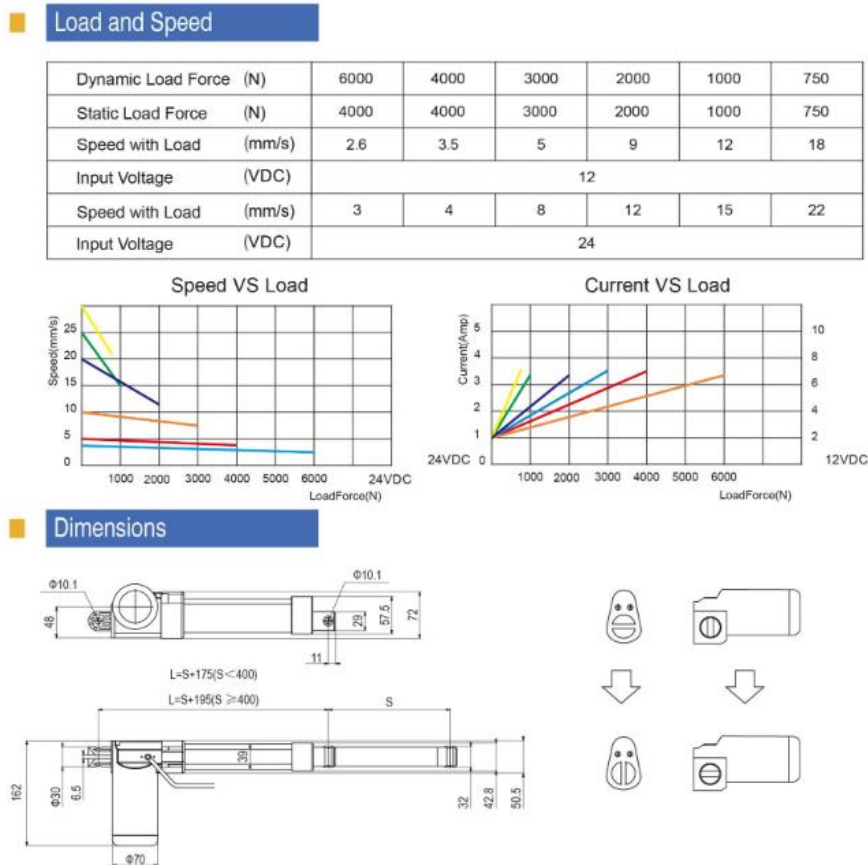 Load and Speed
Dynamic Load Force (N) 6000 4000 3000 2000 1000 750
Static Load Force (N) 4000 4000 3000 2000 1000 750
Speed with Load (mm/s) 2.6 3.5 5 9 12 18
Input Voltage (VDC) 12
Speed with Load (mm/s) 3 4 8 12 15 22
Input Voltage (VDC) 24
Speed VS Load
Speed(mm/s)
25
20
15
10
5
0
1000 2000 3000 4000 5000 6000 24VDC
LoadForce(N)
Current VS Load
Current(Amp)
5 10
4 8
3 6
2 4
1 2
24VDC 0 12VDC
1000 2000 3000 4000 5000 6000
LoadForce(N)
Dimensions
Φ10.1 Φ10.1
48 29 57.5 72
11
L=S+175(S<400)
L=S+195(S ≥400) S
162 Φ30 6.5 39 32 42.8 50.5
Φ70